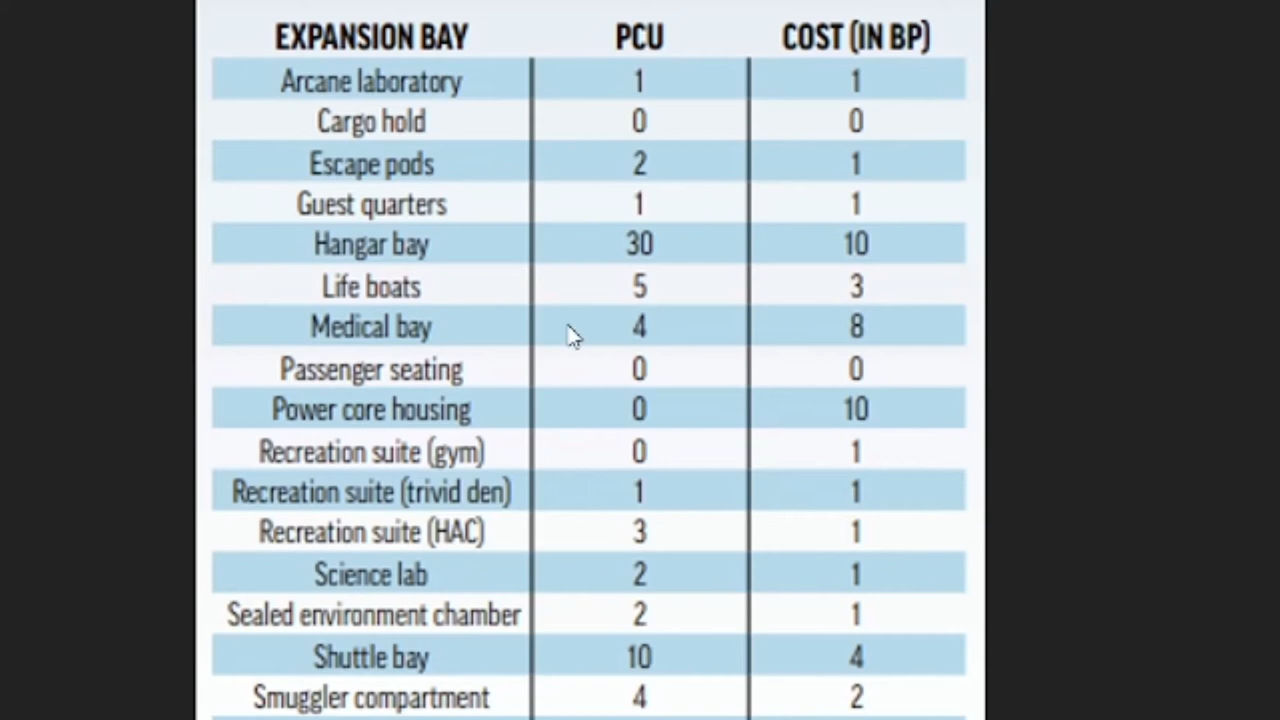 EXPANSION BAY PCU COST (IN BP)
Arcane laboratory 1 1
Cargo hold 0 0
Escape pods 2 1
Guest quarters 1 1
Hangar bay 30 10
Life boats 5 3
Medical bay 4 8
Passenger seating 0 0
Power core housing 0 10
Recreation suite (gym) 0 1
Recreation suite (trivid den) 1 1
Recreation suite (HAC) 3 1
Science lab 2 1
Sealed environment chamber 2 1
Shuttle bay 10 4
Smuggler compartment 4 2